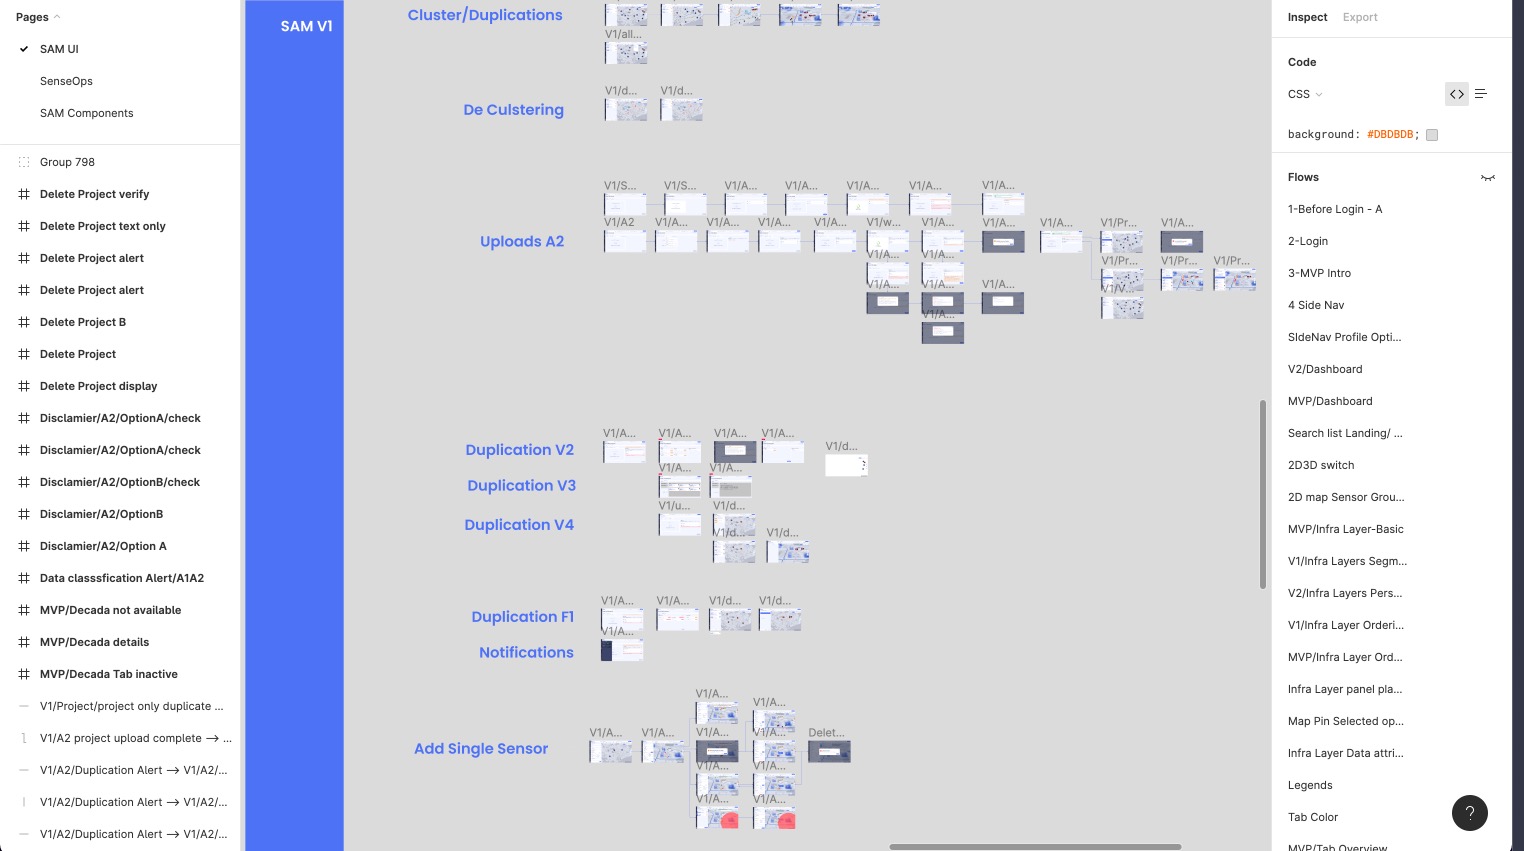 Pages
SAM UI
SenseOps
SAM Components
Group 798
Delete Project verify
Delete Project text only
Delete Project alert
Delete Project alert
Delete Project B
Delete Project
Delete Project display
Disclamier/A2/OptionA/check
Disclamier/A2/OptionA/check
Disclamier/A2/OptionB/check
Disclamier/A2/OptionB
Disclamier/A2/Option A
Data classsfication Alert/A1A2
MVP/Decada not available
MVP/Decada details
MVP/Decada Tab inactive
V1/Project/project only duplicate ...
V1/A2 project upload complete → ...
V1/A2/Duplication Alert → V1/A2/...
V1/A2/Duplication Alert → V1/A2/...
V1/A2/Duplication Alert → V1/A2/...
SAM V1
Cluster/Duplications
V1/all...
De Culstering
V1/d... V1/d...
V1/S... V1/S... V1/A... V1/A... V1/A... V1/A... V1/A...
Uploads A2
V1/A2 V1/A... V1/A... V1/A... V1/A... V1/w... V1/A... V1/A... V1/A... V1/Pr... V1/A...
V1/A... V1/A... V1/Pr... V1/Pr... V1/Pr...
V1/A... V1/A... V1/A... V1/V...
V1/A...
Duplication V2
V1/A... V1/A... V1/A... V1/A... V1/d...
Duplication V3
V1/A... V1/A...
Duplication V4
V1/u... V1/d...
V1/d... V1/d...
Duplication F1
V1/A... V1/A... V1/d... V1/d...
Notifications
V1/A...
Add Single Sensor
V1/A... V1/A...
V1/A... V1/A... V1/A... V1/A... Delet...
V1/A... V1/A...
V1/A... V1/A...
Inspect Export
Code
CSS
background: #DBDBDB;
Flows
1-Before Login - A
2-Login
3-MVP Intro
4 Side Nav
SIdeNav Profile Opti...
V2/Dashboard
MVP/Dashboard
Search list Landing/ ...
2D3D switch
2D map Sensor Grou...
MVP/Infra Layer-Basic
V1/Infra Layers Segm...
V2/Infra Layers Pers...
V1/Infra Layer Orderi...
MVP/Infra Layer Ord...
Infra Layer panel pla...
Map Pin Selected op...
Infra Layer Data attri...
Legends
Tab Color
MVP/Tab Overview
?